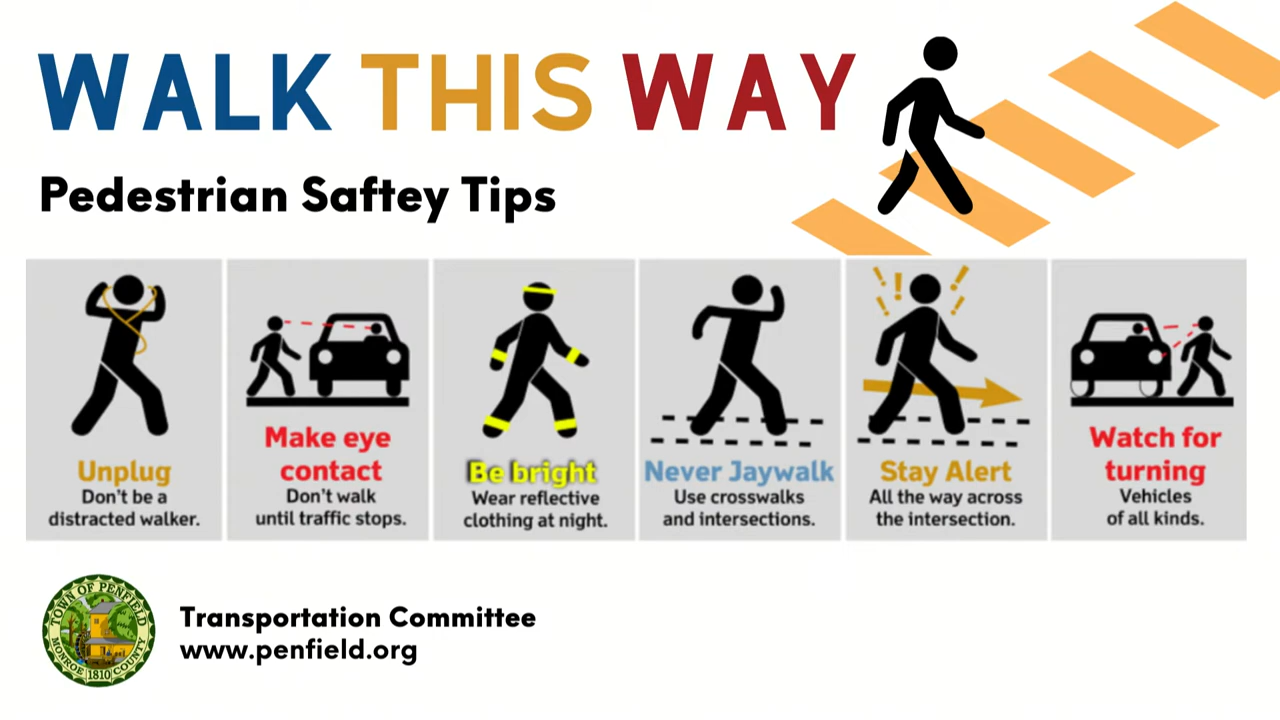 WALK THIS WAY
Pedestrian Saftey Tips
Unplug
Don't be a
distracted walker.
Make eye
contact
Don't walk
until traffic stops.
Be bright
Wear reflective
clothing at night.
Never Jaywalk
Use crosswalks
and intersections.
Stay Alert
All the way across
the intersection.
Watch for
turning
Vehicles
of all kinds.
TOWN OF PENFIELD
MONROE 1810 COUNTY
Transportation Committee
www.penfield.org